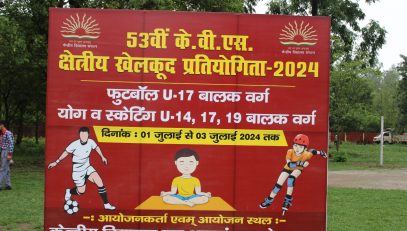 53वीं के.वी.एस.
क्षेत्रीय खेलकूद प्रतियोगिता-2024
फुटबॉल U-17 बालक वर्ग
योग व स्केटिंग U-14, 17, 19 बालक वर्ग
दिनांक : 01 जुलाई से 03 जुलाई 2024 तक
-: आयोजनकर्ता एवम् आयोजन स्थल :-
केन्द्रीय विद्यालय